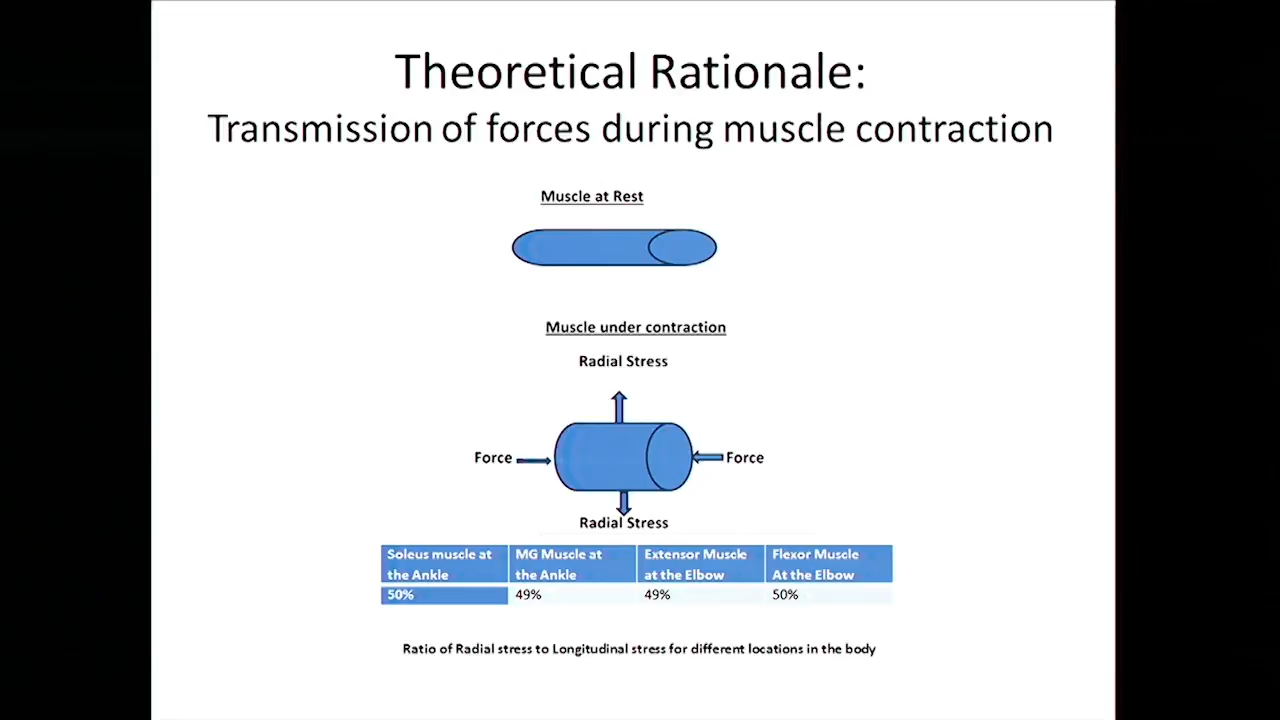 Theoretical Rationale:
Transmission of forces during muscle contraction
Muscle at Rest
Muscle under contraction
Radial Stress
Force
Force
Radial Stress
Soleus muscle at the Ankle
MG Muscle at the Ankle
Extensor Muscle at the Elbow
Flexor Muscle At the Elbow
50%
49%
49%
50%
Ratio of Radial stress to Longitudinal stress for different locations in the body